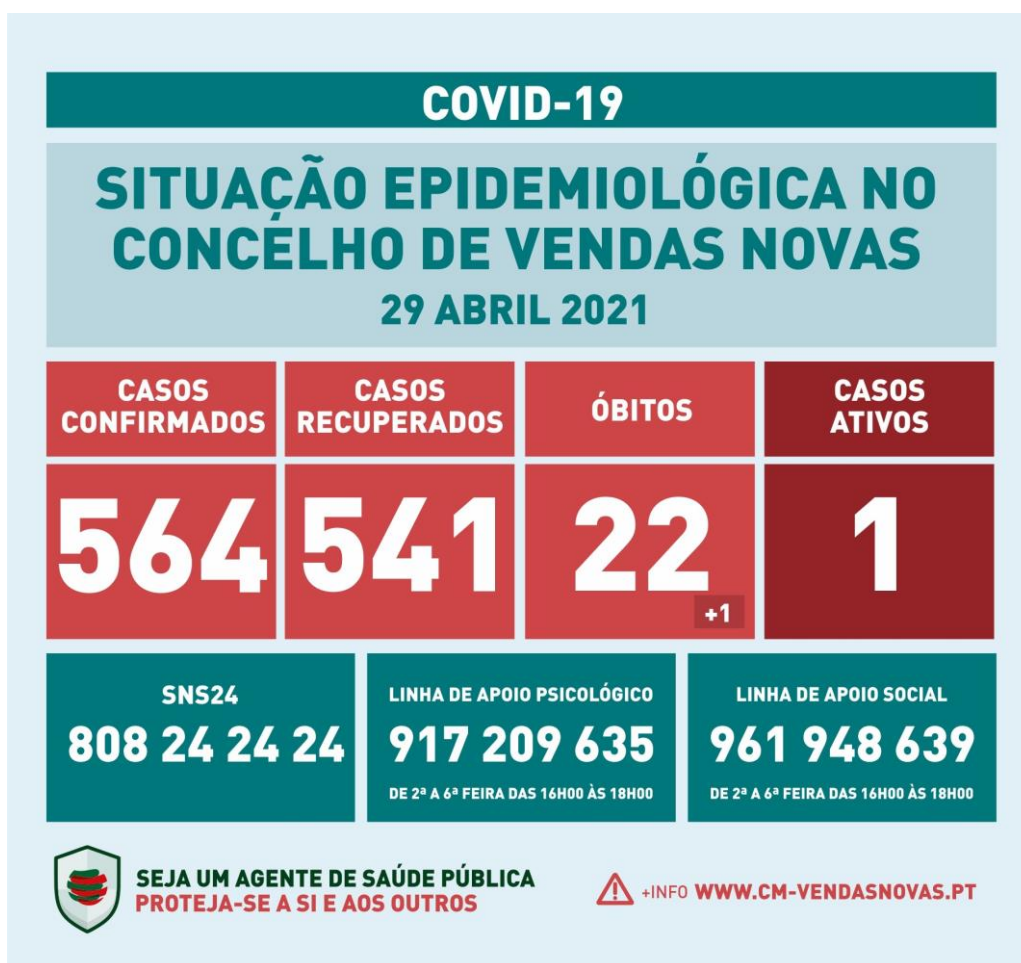 COVID-19
SITUAÇÃO EPIDEMIOLÓGICA NO
CONCELHO DE VENDAS NOVAS
29 ABRIL 2021
CASOS
CONFIRMADOS
564
CASOS
RECUPERADOS
541
ÓBITOS
22
+1
CASOS
ATIVOS
1
SNS24
808 24 24 24
LINHA DE APOIO PSICOLÓGICO
917 209 635
DE 2ª A 6ª FEIRA DAS 16H00 ÀS 18H00
LINHA DE APOIO SOCIAL
961 948 639
DE 2ª A 6ª FEIRA DAS 16H00 ÀS 18H00
SEJA UM AGENTE DE SAÚDE PÚBLICA
PROTEJA-SE A SI E AOS OUTROS
+INFO WWW.CM-VENDASNOVAS.PT